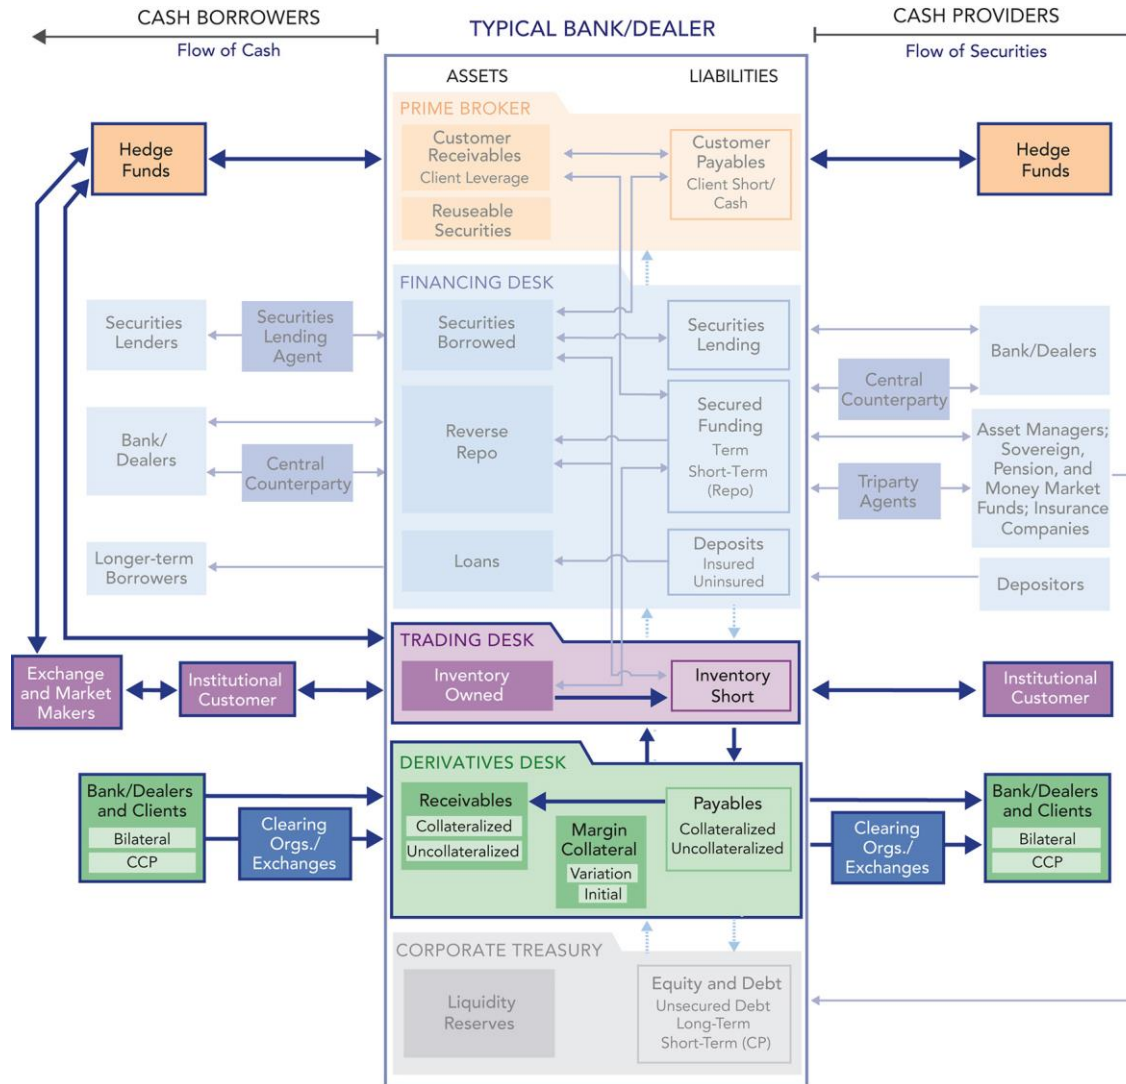 CASH BORROWERS
Flow of Cash
TYPICAL BANK/DEALER
CASH PROVIDERS
Flow of Securities
ASSETS
LIABILITIES
PRIME BROKER
Customer
Receivables
Client Leverage
Reuseable
Securities
Customer
Payables
Client Short/
Cash
Hedge
Funds
Hedge
Funds
FINANCING DESK
Securities
Lenders
Securities
Lending
Agent
Securities
Borrowed
Securities
Lending
Bank/Dealers
Central
Counterparty
Bank/
Dealers
Central
Counterparty
Reverse
Repo
Secured
Funding
Term
Short-Term
(Repo)
Asset Managers;
Sovereign,
Pension, and
Money Market
Funds; Insurance
Companies
Triparty
Agents
Longer-term
Borrowers
Loans
Deposits
Insured
Uninsured
Depositors
TRADING DESK
Exchange
and Market
Makers
Institutional
Customer
Inventory
Owned
Inventory
Short
Institutional
Customer
DERIVATIVES DESK
Bank/Dealers
and Clients
Bilateral
CCP
Clearing
Orgs./
Exchanges
Receivables
Collateralized
Uncollateralized
Margin
Collateral
Variation
Initial
Payables
Collateralized
Uncollateralized
Clearing
Orgs./
Exchanges
Bank/Dealers
and Clients
Bilateral
CCP
CORPORATE TREASURY
Liquidity
Reserves
Equity and Debt
Unsecured Debt
Long-Term
Short-Term (CP)